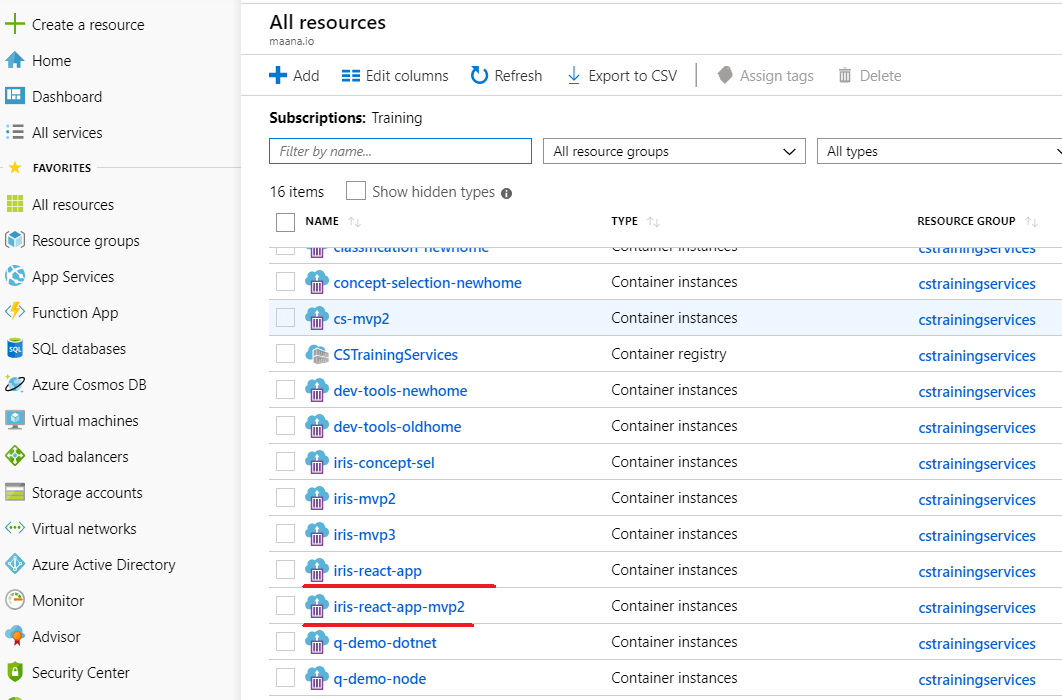 Create a resource
Home
Dashboard
All services
FAVORITES
All resources
Resource groups
App Services
Function App
SQL databases
Azure Cosmos DB
Virtual machines
Load balancers
Storage accounts
Virtual networks
Azure Active Directory
Monitor
Advisor
Security Center
All resources
maana.io
Add Edit columns Refresh Export to CSV Assign tags Delete
Subscriptions: Training
Filter by name... All resource groups All types
16 items Show hidden types
NAME TYPE RESOURCE GROUP
classification-newhome Container instances cstrainingservices
concept-selection-newhome Container instances cstrainingservices
cs-mvp2 Container instances cstrainingservices
CSTrainingServices Container registry cstrainingservices
dev-tools-newhome Container instances cstrainingservices
dev-tools-oldhome Container instances cstrainingservices
iris-concept-sel Container instances cstrainingservices
iris-mvp2 Container instances cstrainingservices
iris-mvp3 Container instances cstrainingservices
iris-react-app Container instances cstrainingservices
iris-react-app-mvp2 Container instances cstrainingservices
q-demo-dotnet Container instances cstrainingservices
q-demo-node Container instances cstrainingservices